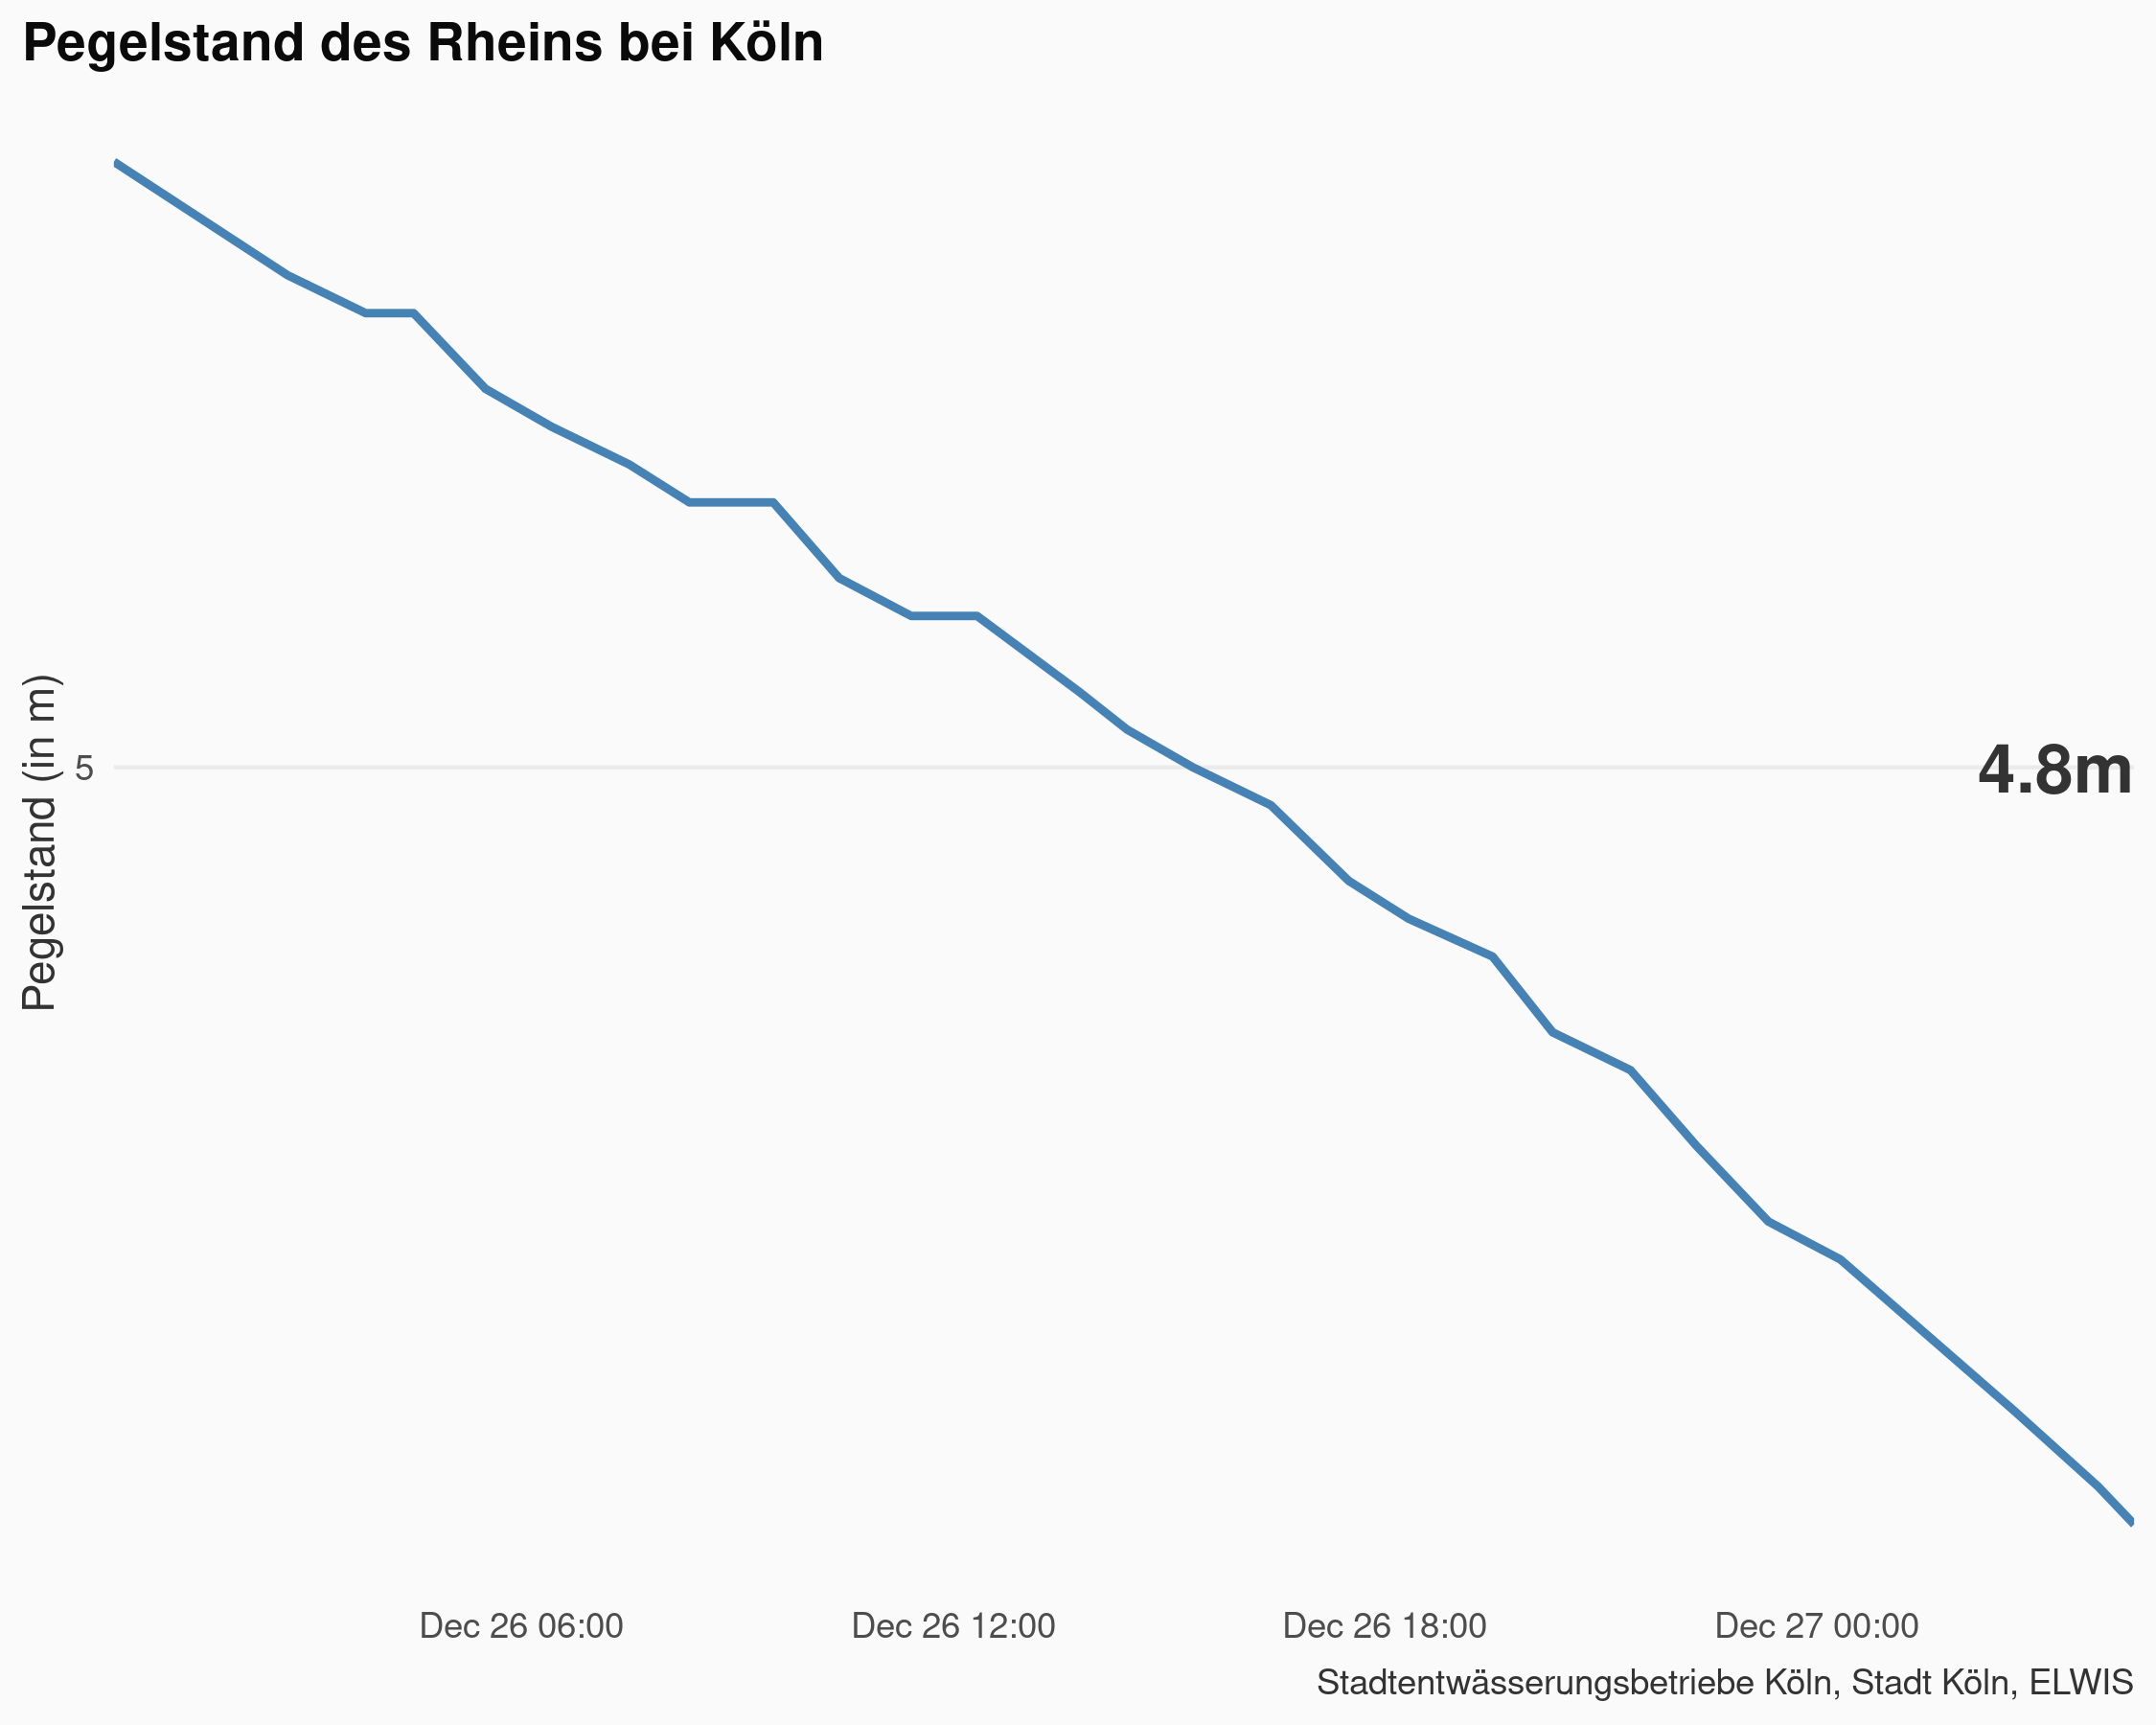 Pegelstand des Rheins bei Köln
Pegelstand (in m)
5
4.8m
Dec 26 06:00
Dec 26 12:00
Dec 26 18:00
Dec 27 00:00
Stadtentwässerungsbetriebe Köln, Stadt Köln, ELWIS